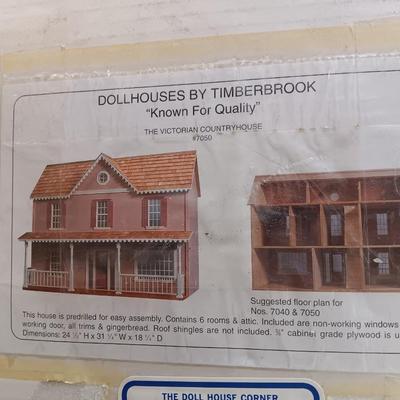 DOLLHOUSES BY TIMBERBROOK
"Known For Quality"
THE VICTORIAN COUNTRYHOUSE
#7050
Suggested floor plan for
Nos. 7040 & 7050
This house is predrilled for easy assembly. Contains 6 rooms & attic. Included are non-working windows
working door, all trims & gingerbread. Roof shingles are not included. ⅜" cabinet grade plywood is u
Dimensions: 24 ½" H x 31 ¼" W x 18 ¼" D
THE DOLL HOUSE CORNER